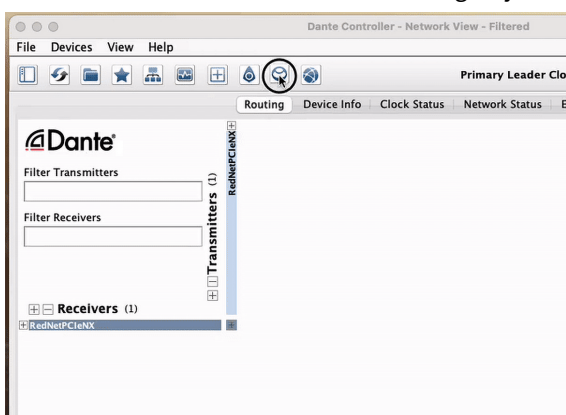 Dante Controller - Network View - Filtered
File Devices View Help
Primary Leader Clo
Routing Device Info Clock Status Network Status E
Dante
Filter Transmitters
Filter Receivers
Transmitters (1)
RedNetPCIeNX
Receivers (1)
RedNetPCIeNX